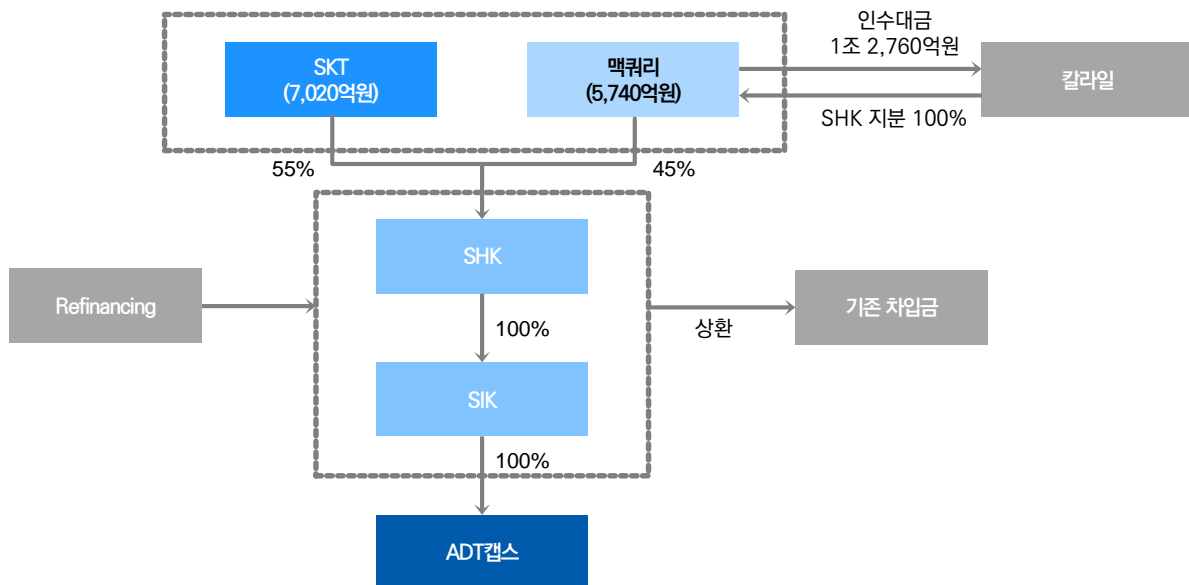 인수대금
1조 2,760억원
SKT
(7,020억원)
맥쿼리
(5,740억원)
칼라일
SHK 지분 100%
55%
45%
SHK
Refinancing
기존 차입금
100%
상환
SIK
100%
ADT캡스